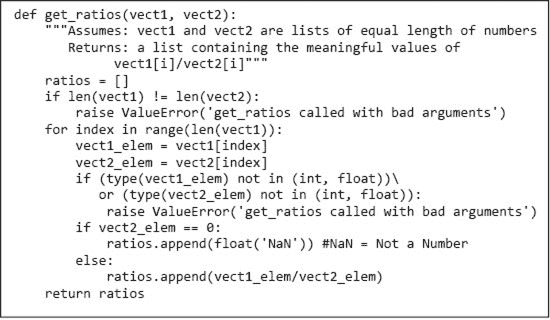 def get_ratios(vect1, vect2):
    """Assumes: vect1 and vect2 are lists of equal length of numbers
       Returns: a list containing the meaningful values of
             vect1[i]/vect2[i]"""
    ratios = []
    if len(vect1) != len(vect2):
        raise ValueError('get_ratios called with bad arguments')
    for index in range(len(vect1)):
        vect1_elem = vect1[index]
        vect2_elem = vect2[index]
        if (type(vect1_elem) not in (int, float))\
           or (type(vect2_elem) not in (int, float)):
            raise ValueError('get_ratios called with bad arguments')
        if vect2_elem == 0:
            ratios.append(float('NaN')) #NaN = Not a Number
        else:
            ratios.append(vect1_elem/vect2_elem)
    return ratios